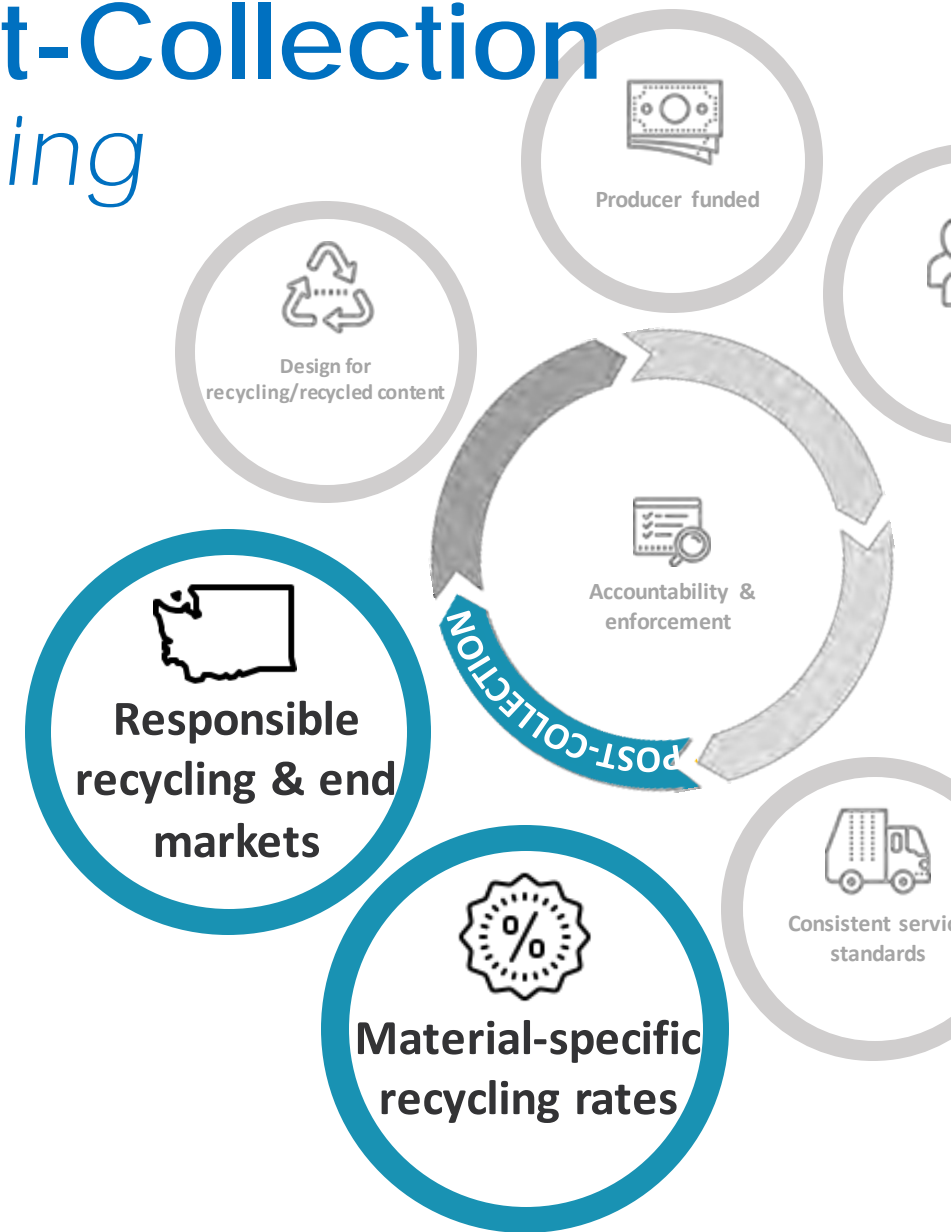 t-Collection
ing
Producer funded
Design for
recycling/recycled content
Accountability &
enforcement
POST-COLLECTION
Responsible
recycling & end
markets
Consistent servic
standards
Material-specific
recycling rates